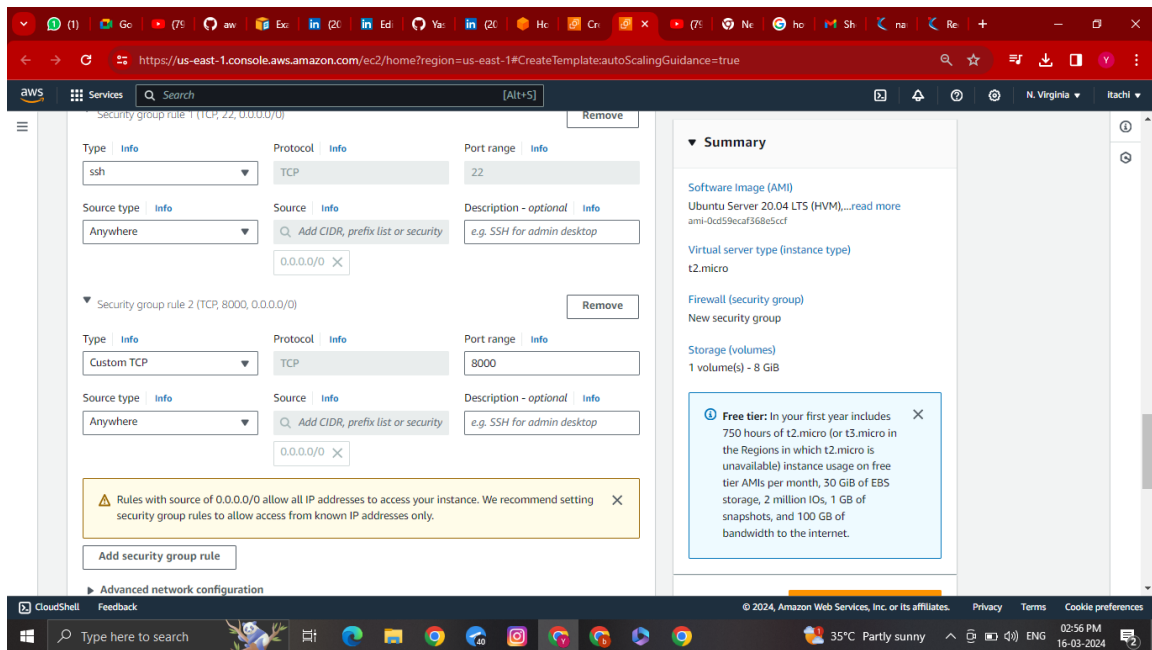 (1)
Go
(79
aw
Exa
(20
Edi
Yas
(20
Ho
Cre
(79
Ne
ho
Sh
na
Re
https://us-east-1.console.aws.amazon.com/ec2/home?region=us-east-1#CreateTemplate:autoScalingGuidance=true
Y
aws
Services
Search
[Alt+S]
N. Virginia
itachi
Security group rule 1 (TCP, 22, 0.0.0.0/0)
Remove
Type Info
Protocol Info
Port range Info
ssh
TCP
22
Source type Info
Source Info
Description - optional Info
Anywhere
Add CIDR, prefix list or security
e.g. SSH for admin desktop
0.0.0.0/0
Security group rule 2 (TCP, 8000, 0.0.0.0/0)
Remove
Type Info
Protocol Info
Port range Info
Custom TCP
TCP
8000
Source type Info
Source Info
Description - optional Info
Anywhere
Add CIDR, prefix list or security
e.g. SSH for admin desktop
0.0.0.0/0
Rules with source of 0.0.0.0/0 allow all IP addresses to access your instance. We recommend setting
security group rules to allow access from known IP addresses only.
Add security group rule
Advanced network configuration
Summary
Software Image (AMI)
Ubuntu Server 20.04 LTS (HVM),...read more
ami-0cd59ecaf368e5ccf
Virtual server type (instance type)
t2.micro
Firewall (security group)
New security group
Storage (volumes)
1 volume(s) - 8 GiB
Free tier: In your first year includes
750 hours of t2.micro (or t3.micro in
the Regions in which t2.micro is
unavailable) instance usage on free
tier AMIs per month, 30 GiB of EBS
storage, 2 million IOs, 1 GB of
snapshots, and 100 GB of
bandwidth to the internet.
CloudShell
Feedback
© 2024, Amazon Web Services, Inc. or its affiliates.
Privacy
Terms
Cookie preferences
Type here to search
40
35°C Partly sunny
ENG
02:56 PM
16-03-2024
2